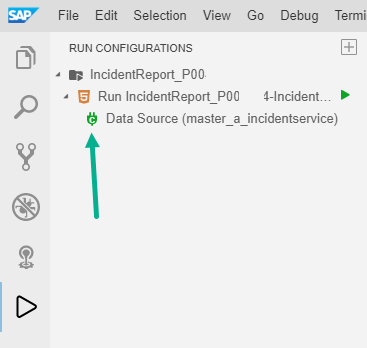 SAP File Edit Selection View Go Debug Termi
RUN CONFIGURATIONS
IncidentReport_P00
Run IncidentReport_P00 4-Incident...
Data Source (master_a_incidentservice)